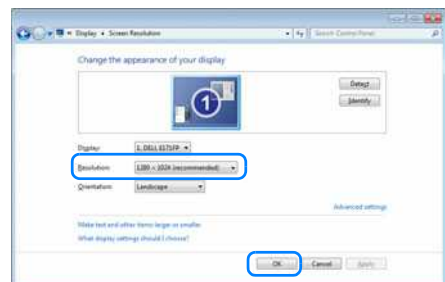 Display ▸ Screen Resolution
Search Control Panel
Change the appearance of your display
1
Detect
Identify
Display: 1. DELL E171FP
Resolution: 1280 × 1024 (recommended)
Orientation: Landscape
Advanced settings
Make text and other items larger or smaller
What display settings should I choose?
OK Cancel Apply